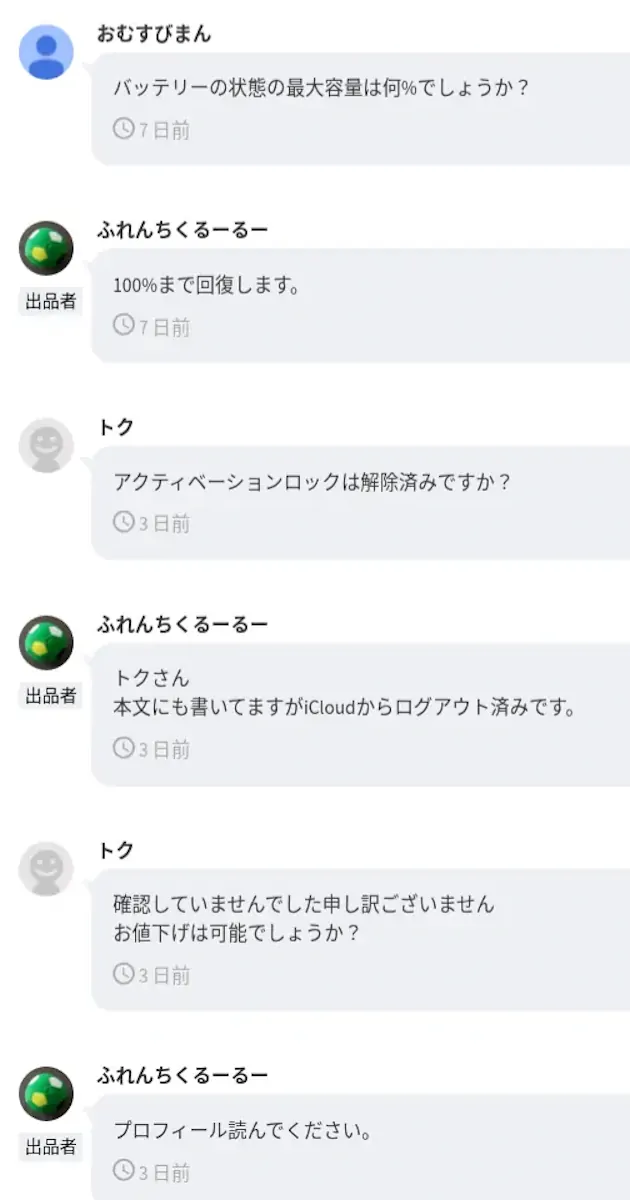 おむすびまん
バッテリーの状態の最大容量は何%でしょうか？
7 日前
ふれんちくるーるー
出品者
100%まで回復します。
7 日前
トク
アクティベーションロックは解除済みですか？
3 日前
ふれんちくるーるー
出品者
トクさん
本文にも書いてますがiCloudからログアウト済みです。
3 日前
トク
確認していませんでした申し訳ございません
お値下げは可能でしょうか？
3 日前
ふれんちくるーるー
出品者
プロフィール読んでください。
3 日前